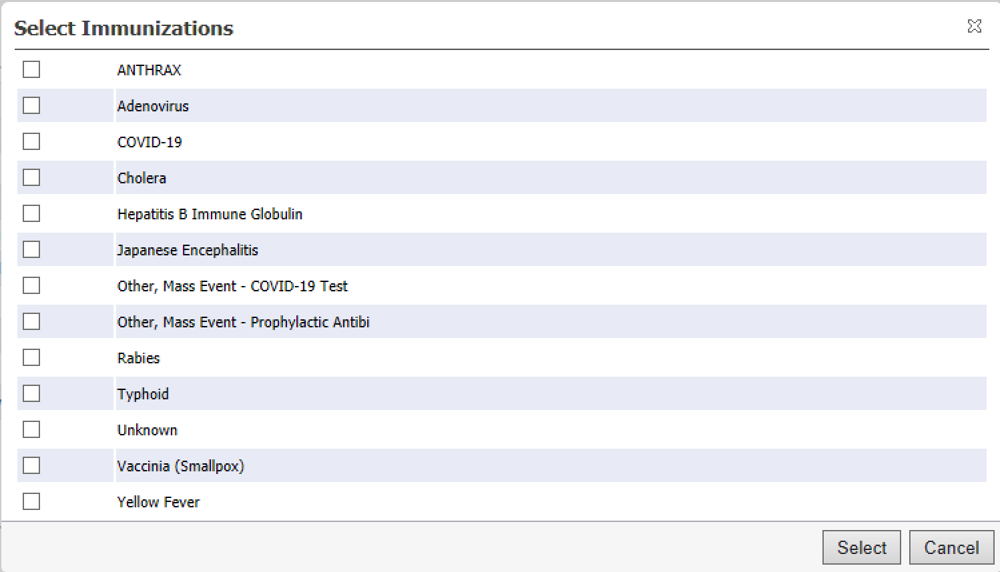 Select Immunizations
ANTHRAX
Adenovirus
COVID-19
Cholera
Hepatitis B Immune Globulin
Japanese Encephalitis
Other, Mass Event - COVID-19 Test
Other, Mass Event - Prophylactic Antibi
Rabies
Typhoid
Unknown
Vaccinia (Smallpox)
Yellow Fever
Select Cancel